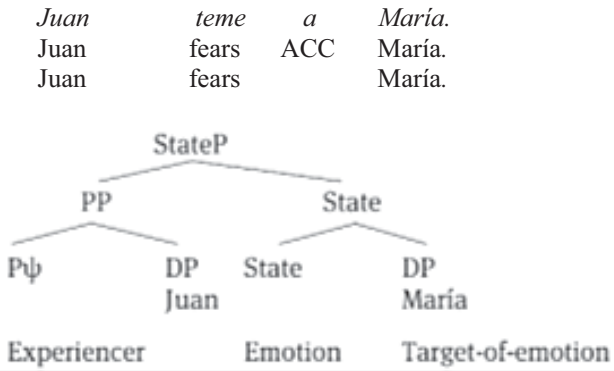 Juan teme a María.
Juan fears ACC María.
Juan fears María.
StateP
PP State
Pψ DP State DP
Juan María
Experiencer Emotion Target-of-emotion